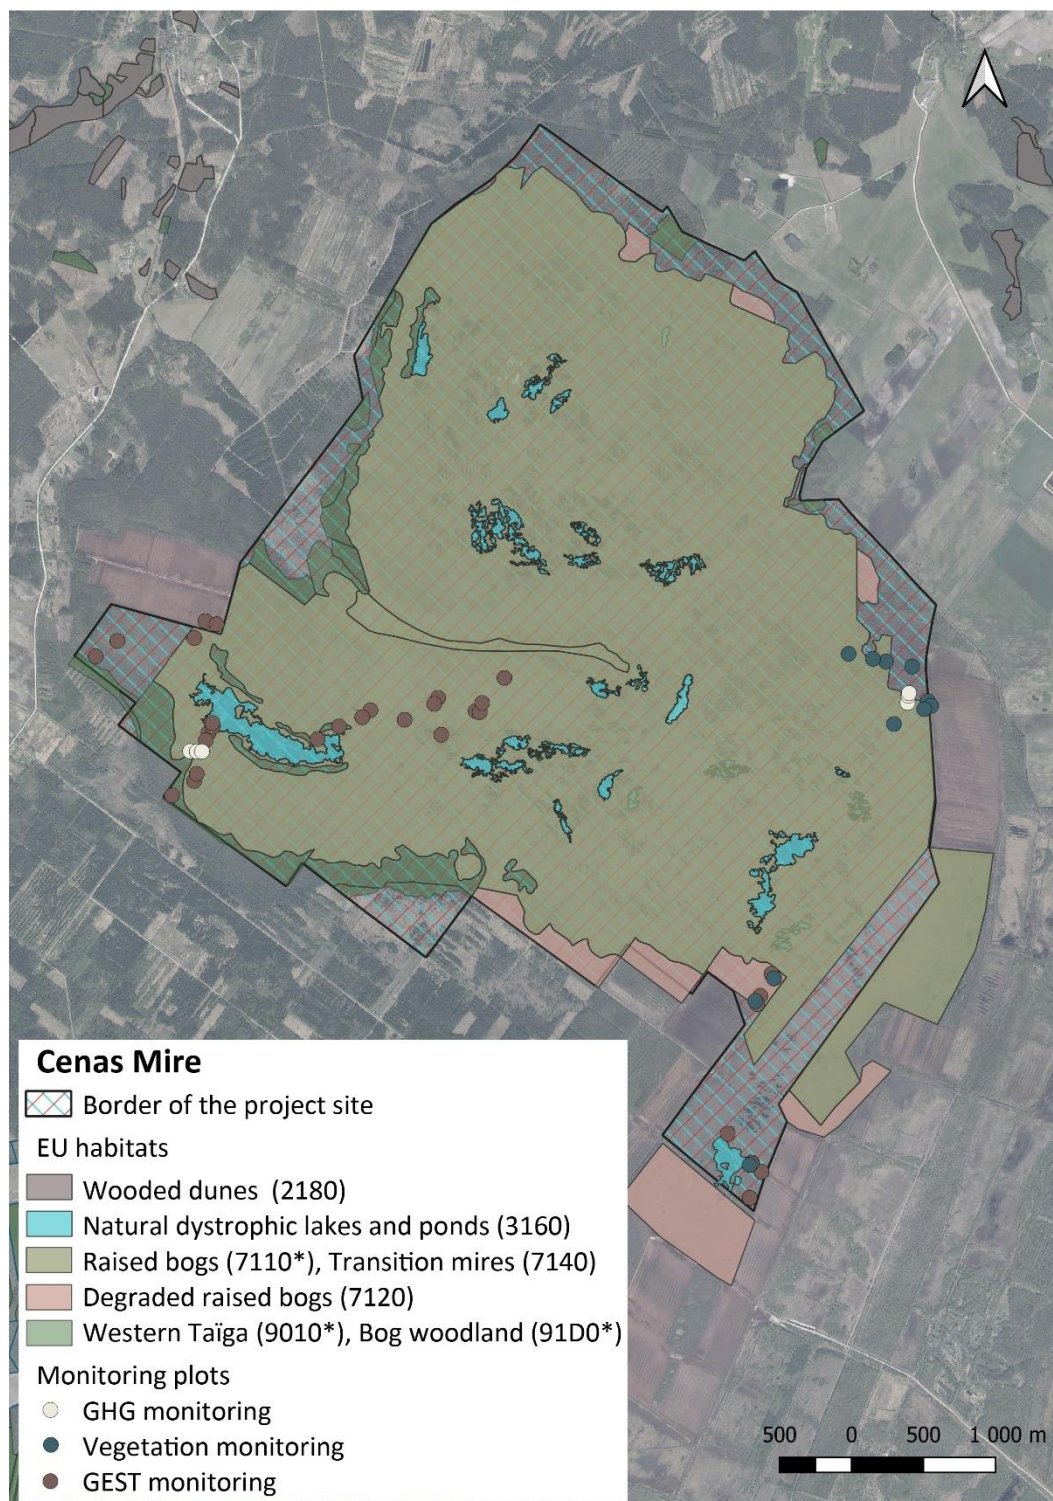 Cenas Mire
Border of the project site
EU habitats
Wooded dunes (2180)
Natural dystrophic lakes and ponds (3160)
Raised bogs (7110*), Transition mires (7140)
Degraded raised bogs (7120)
Western Taïga (9010*), Bog woodland (91D0*)
Monitoring plots
GHG monitoring
Vegetation monitoring
GEST monitoring
500 0 500 1 000 m